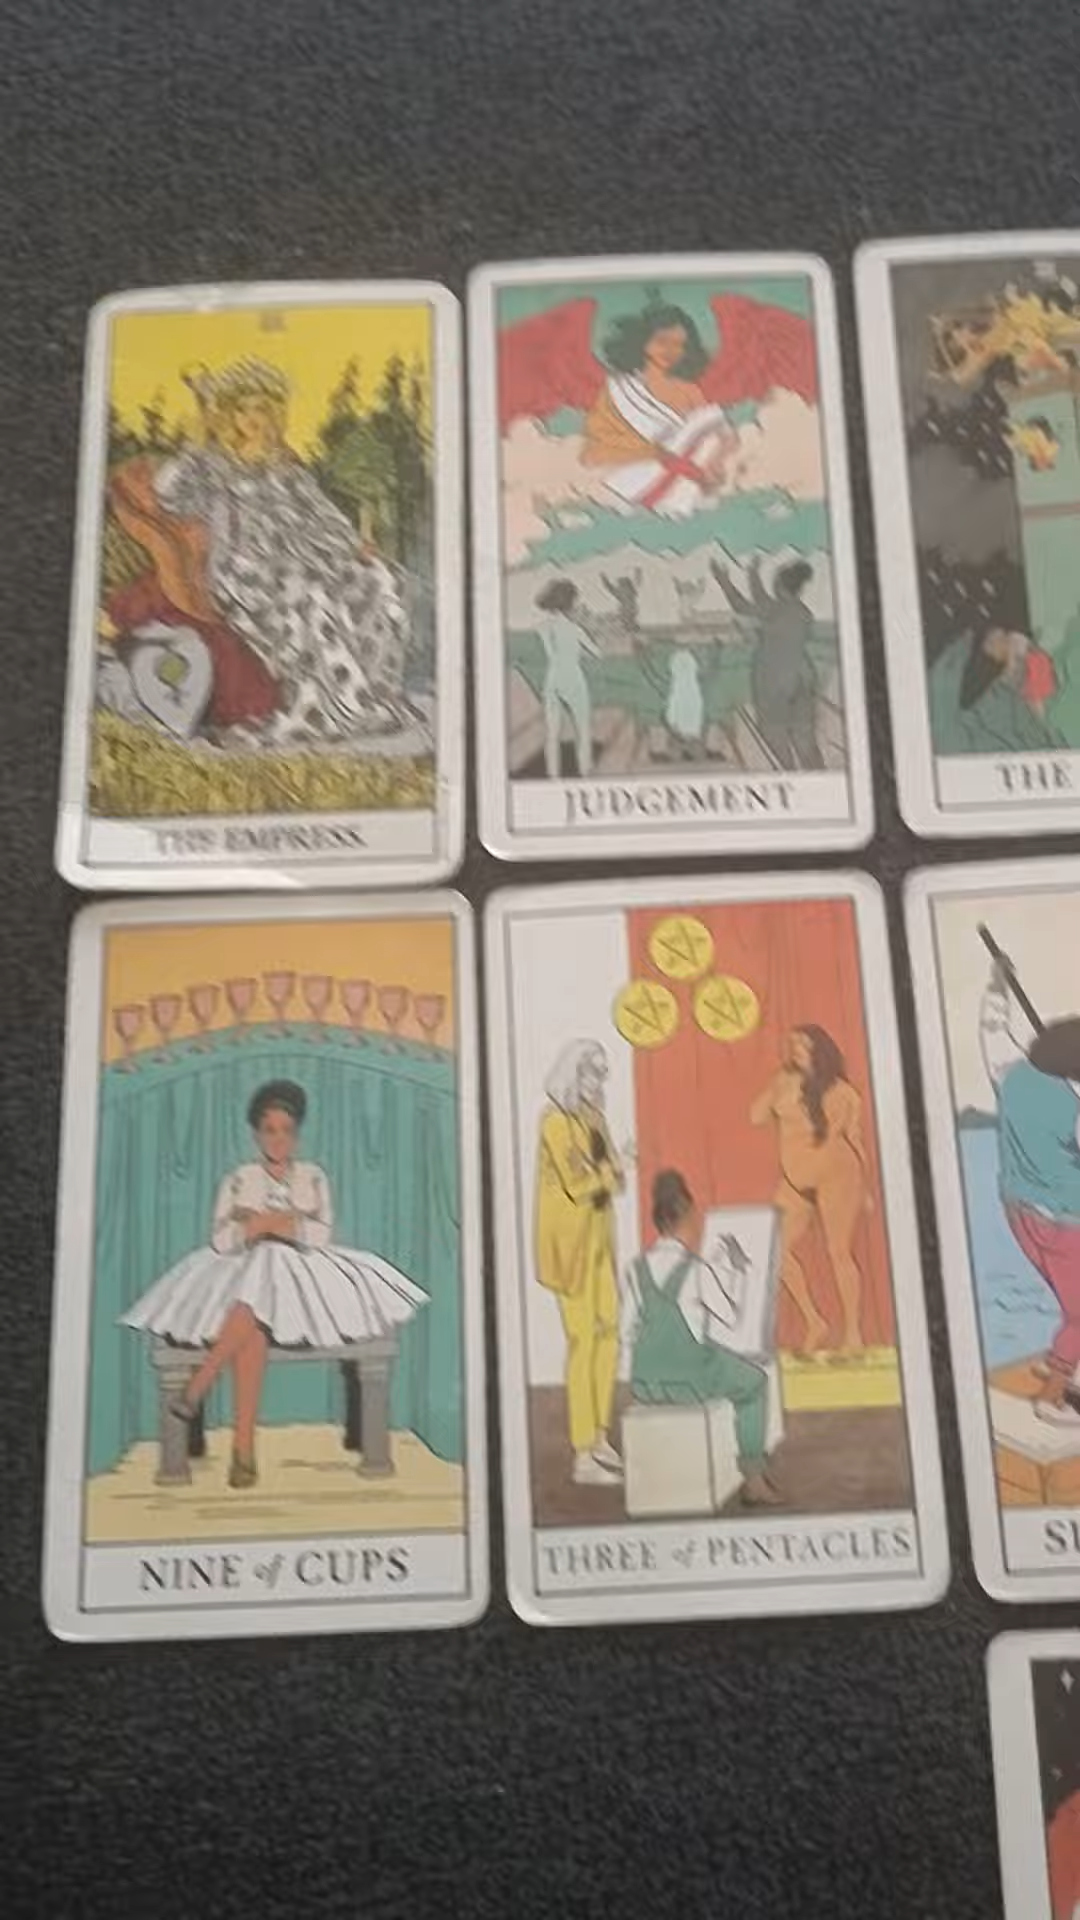 THE EMPRESS
JUDGEMENT
THE
NINE of CUPS
THREE of PENTACLES